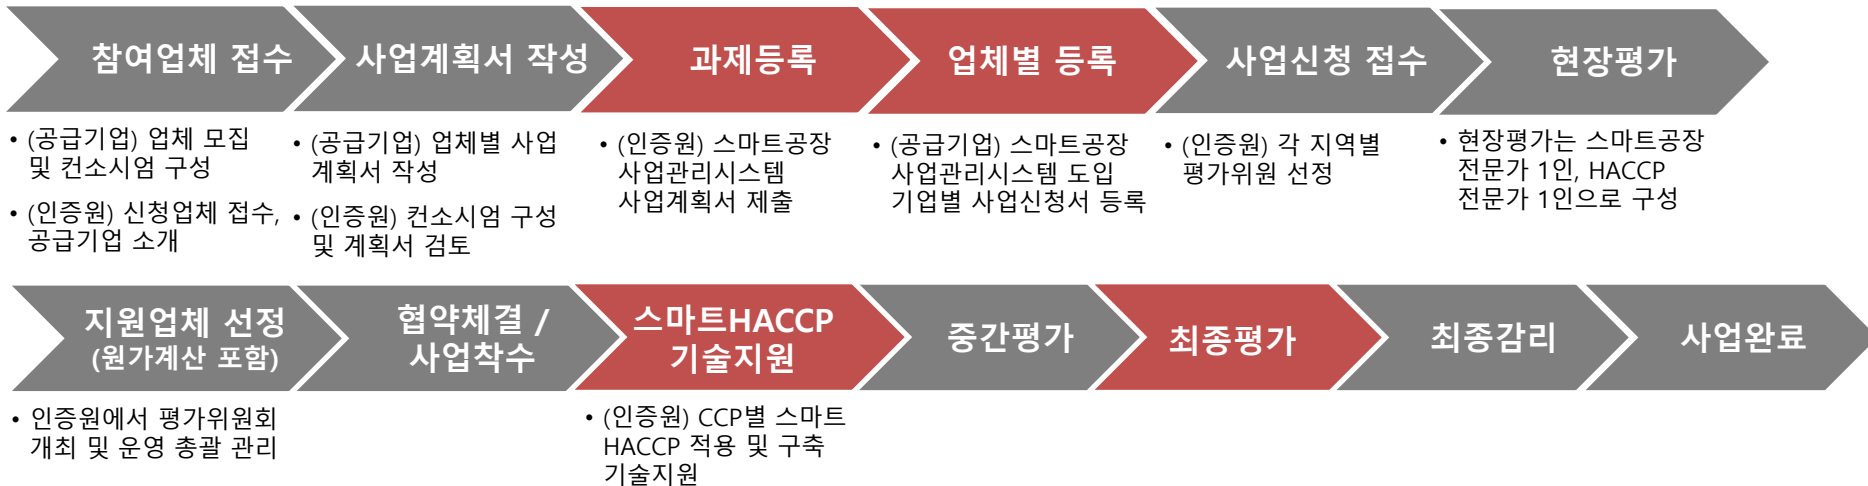 참여업체 접수
사업계획서 작성
과제등록
업체별 등록
사업신청 접수
현장평가
• (공급기업) 업체 모집
및 컨소시엄 구성
• (인증원) 신청업체 접수,
공급기업 소개
• (공급기업) 업체별 사업
계획서 작성
• (인증원) 컨소시엄 구성
및 계획서 검토
• (인증원) 스마트공장
사업관리시스템
사업계획서 제출
• (공급기업) 스마트공장
사업관리시스템 도입
기업별 사업신청서 등록
• (인증원) 각 지역별
평가위원 선정
• 현장평가는 스마트공장
전문가 1인, HACCP
전문가 1인으로 구성
지원업체 선정
(원가계산 포함)
협약체결 /
사업착수
스마트HACCP
기술지원
중간평가
최종평가
최종감리
사업완료
• 인증원에서 평가위원회
개최 및 운영 총괄 관리
• (인증원) CCP별 스마트
HACCP 적용 및 구축
기술지원